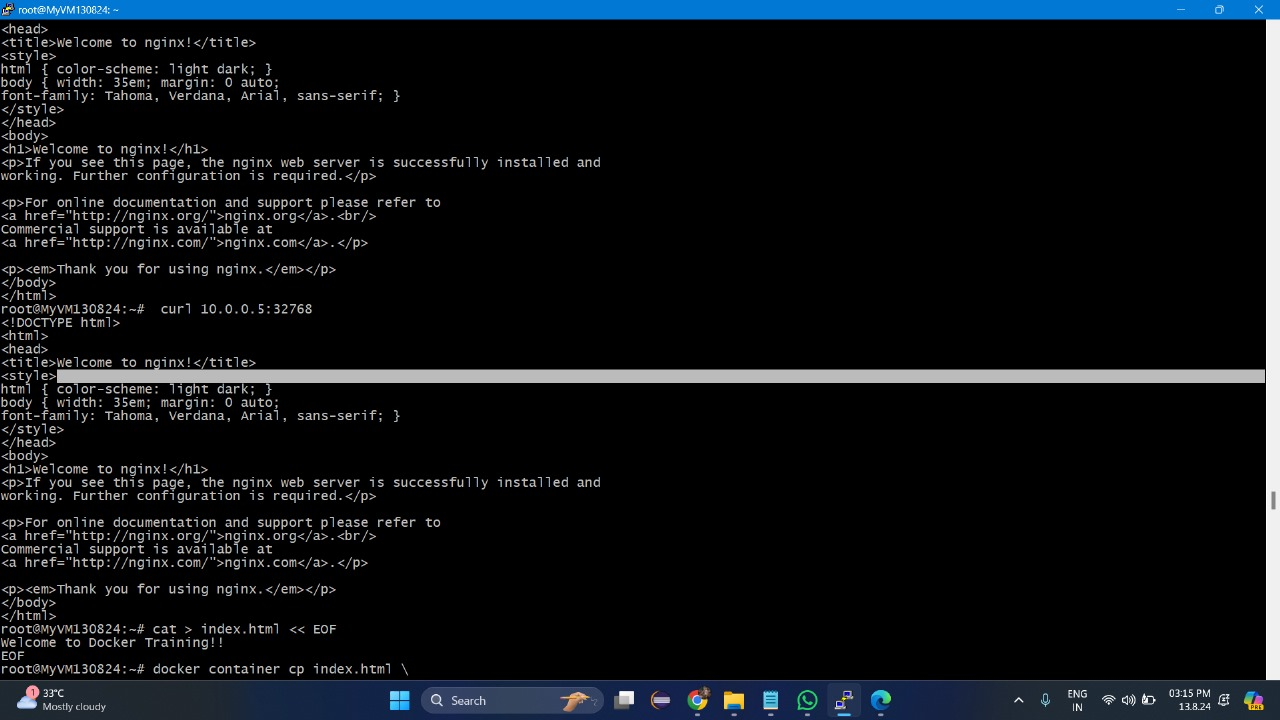 root@MyVM130824: ~
<head>
<title>Welcome to nginx!</title>
<style>
html { color-scheme: light dark; }
body { width: 35em; margin: 0 auto;
font-family: Tahoma, Verdana, Arial, sans-serif; }
</style>
</head>
<body>
<h1>Welcome to nginx!</h1>
<p>If you see this page, the nginx web server is successfully installed and
working. Further configuration is required.</p>
<p>For online documentation and support please refer to
<a href="http://nginx.org/">nginx.org</a>.<br/>
Commercial support is available at
<a href="http://nginx.com/">nginx.com</a>.</p>
<p><em>Thank you for using nginx.</em></p>
</body>
</html>
root@MyVM130824:~#  curl 10.0.0.5:32768
<!DOCTYPE html>
<html>
<head>
<title>Welcome to nginx!</title>
<style>
html { color-scheme: light dark; }
body { width: 35em; margin: 0 auto;
font-family: Tahoma, Verdana, Arial, sans-serif; }
</style>
</head>
<body>
<h1>Welcome to nginx!</h1>
<p>If you see this page, the nginx web server is successfully installed and
working. Further configuration is required.</p>
<p>For online documentation and support please refer to
<a href="http://nginx.org/">nginx.org</a>.<br/>
Commercial support is available at
<a href="http://nginx.com/">nginx.com</a>.</p>
<p><em>Thank you for using nginx.</em></p>
</body>
</html>
root@MyVM130824:~# cat > index.html << EOF
Welcome to Docker Training!!
EOF
root@MyVM130824:~# docker container cp index.html \
1
33°C
Mostly cloudy
Search
ENG
IN
03:15 PM
13.8.24
PRE